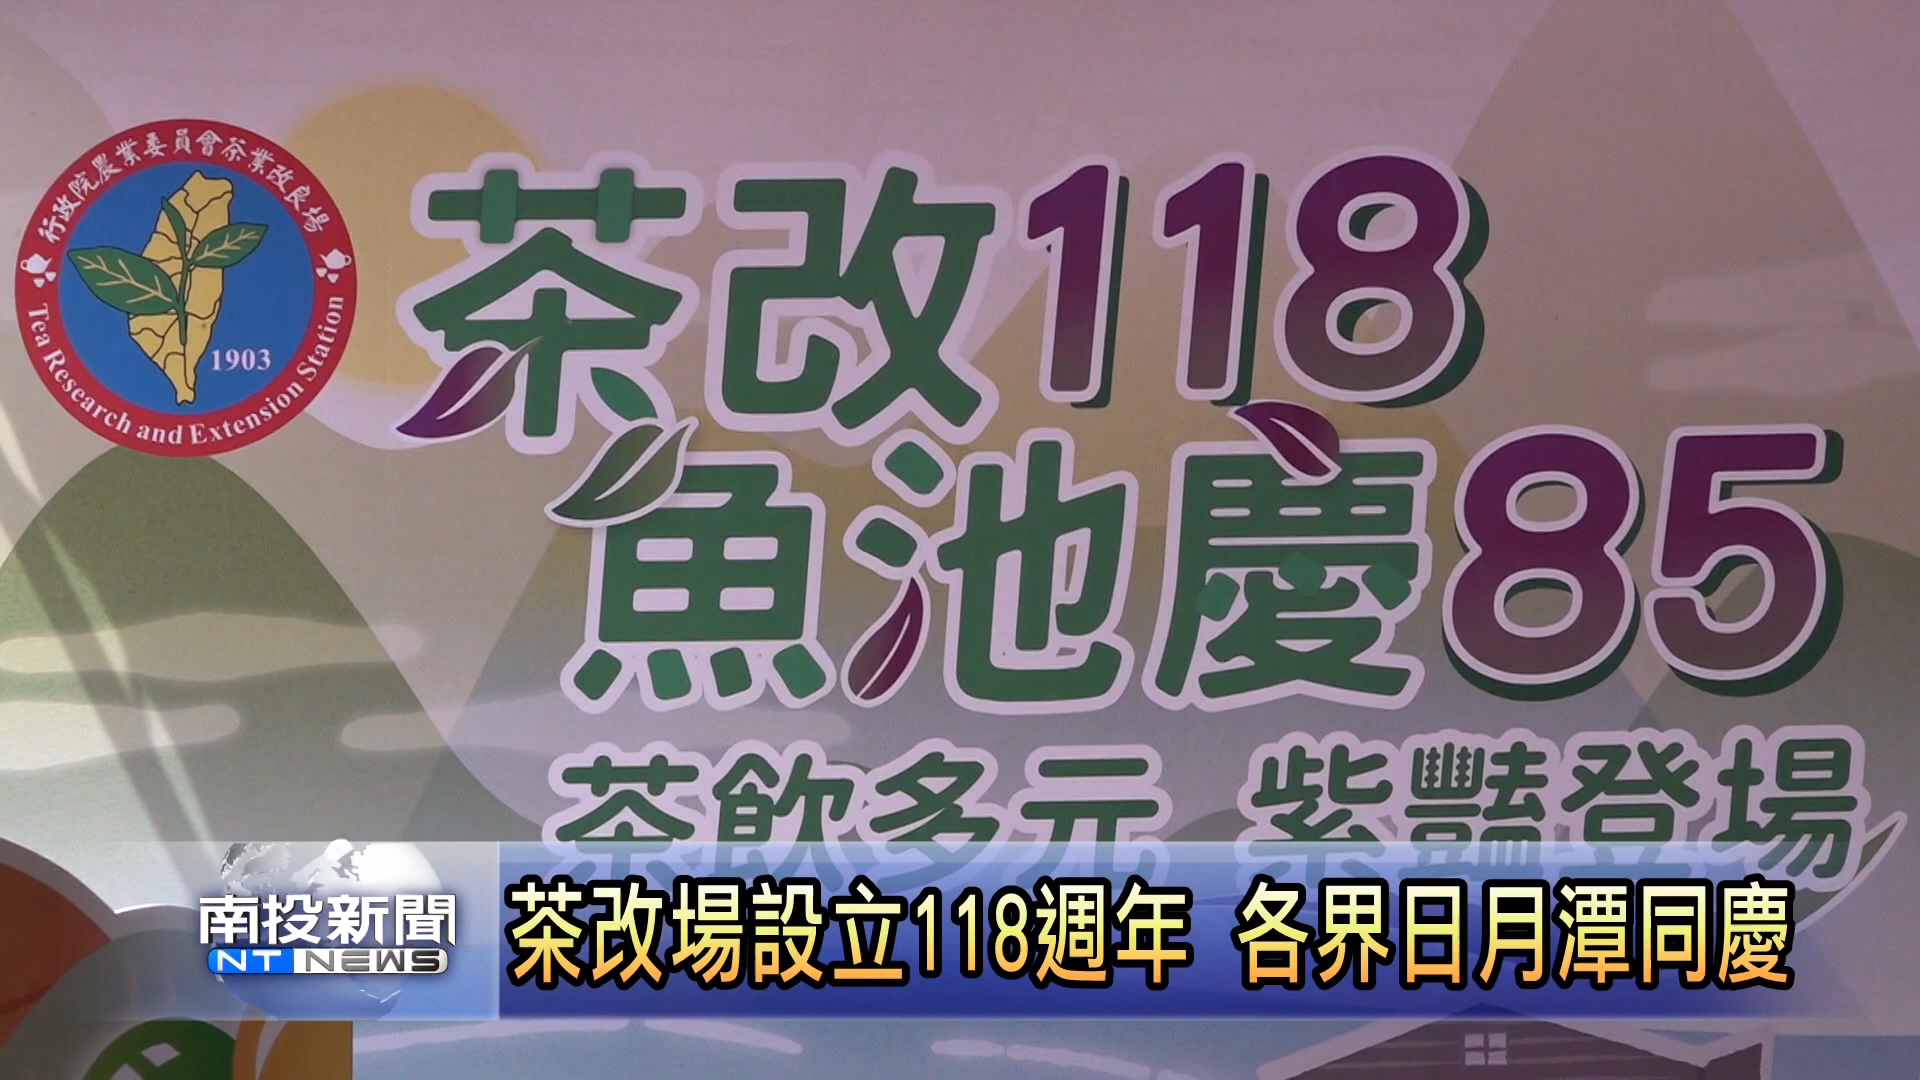 行政院農業委員會茶業改良場
1903
Tea Research and Extension Station
茶改118
魚池慶85
茶飲多元 紫豔登場
南投新聞
NT NEWS
茶改場設立118週年 各界日月潭同慶